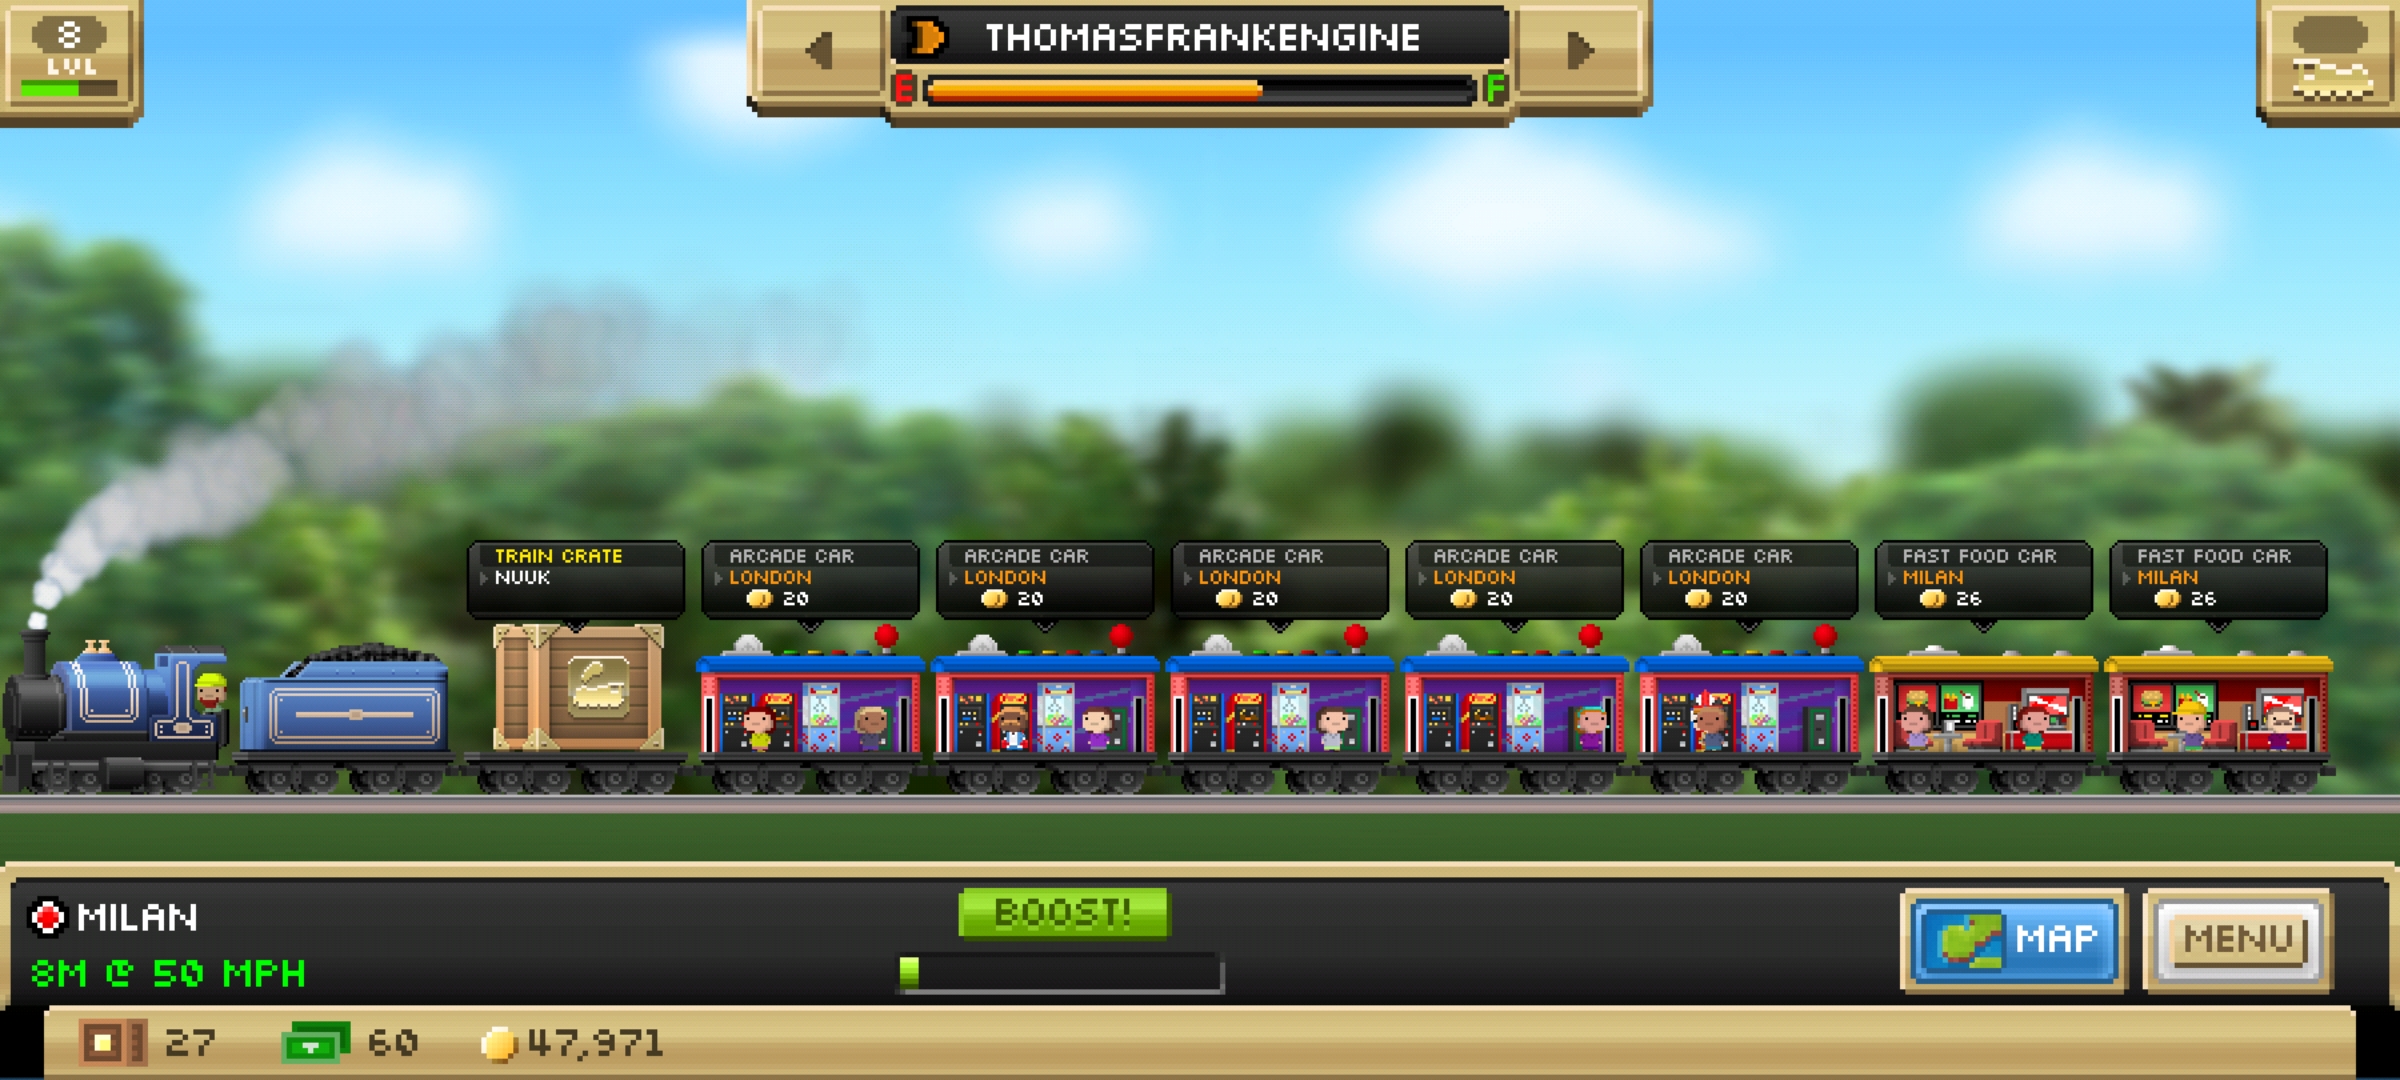 8
LVL
THOMASFRANKENGINE
E F
TRAIN CRATE
NUUK
ARCADE CAR
LONDON
20
ARCADE CAR
LONDON
20
ARCADE CAR
LONDON
20
ARCADE CAR
LONDON
20
ARCADE CAR
LONDON
20
FAST FOOD CAR
MILAN
26
FAST FOOD CAR
MILAN
26
MILAN
8M @ 50 MPH
BOOST!
MAP
MENU
27
60
47,971